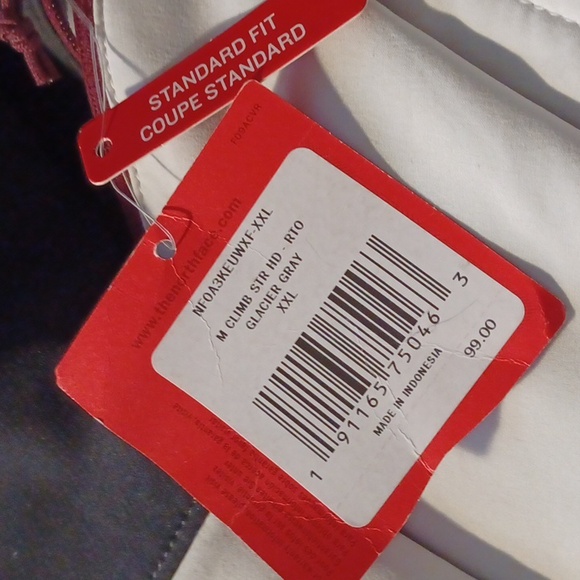 STANDARD FIT
COUPE STANDARD
www.thenorthface.com
NF0A3KEUWXF-XXL
M CLIMB STR HD - RTO
GLACIER GRAY
XXL
1 91165 75046 3
MADE IN INDONESIA
99.00